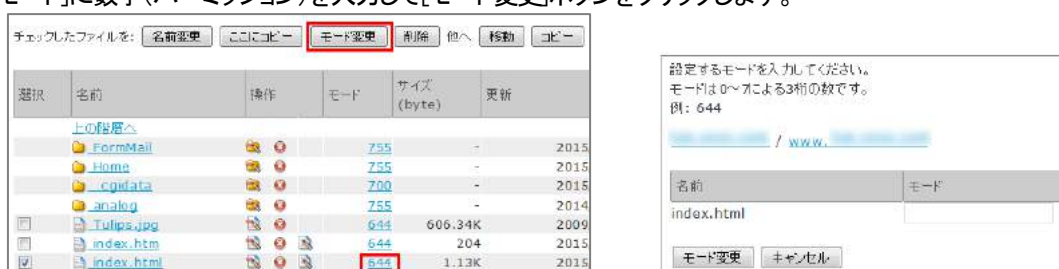 モード]に数字(パーミッション)を入力して[モード変更]ボタンをクリックします。
チェックしたファイルを: 名前変更 ここにコピー モード変更 削除 他へ 移動 コピー
選択 名前 操作 モード サイズ (byte) 更新
上の階層へ
FormMail 755 - 2015
Home 755 - 2015
_cgidata 700 - 2015
analog 755 - 2014
Tulips.jpg 644 606.34K 2009
index.htm 644 204 2015
index.html 644 1.13K 2015
設定するモードを入力してください。
モードは0~7による3桁の数です。
例: 644
/ www.
名前 モード
index.html
モード変更 キャンセル